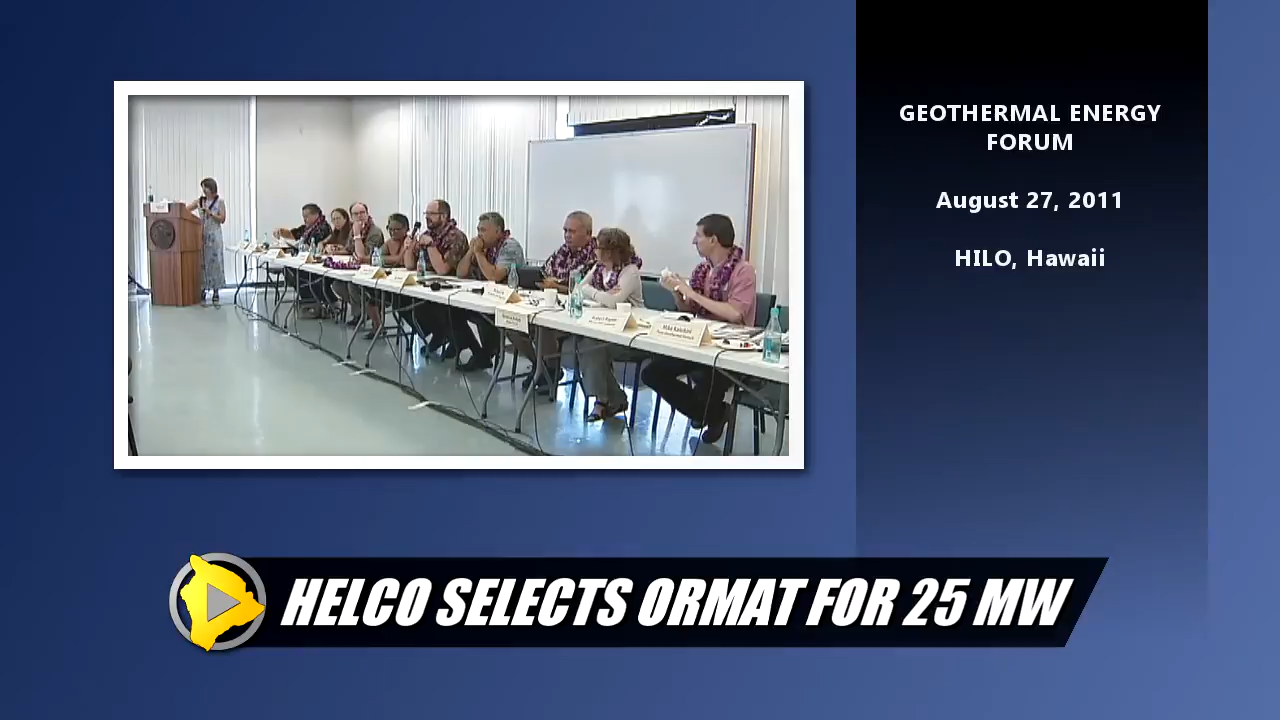 GEOTHERMAL ENERGY
FORUM
August 27, 2011
HILO, Hawaii
HELCO SELECTS ORMAT FOR 25 MW